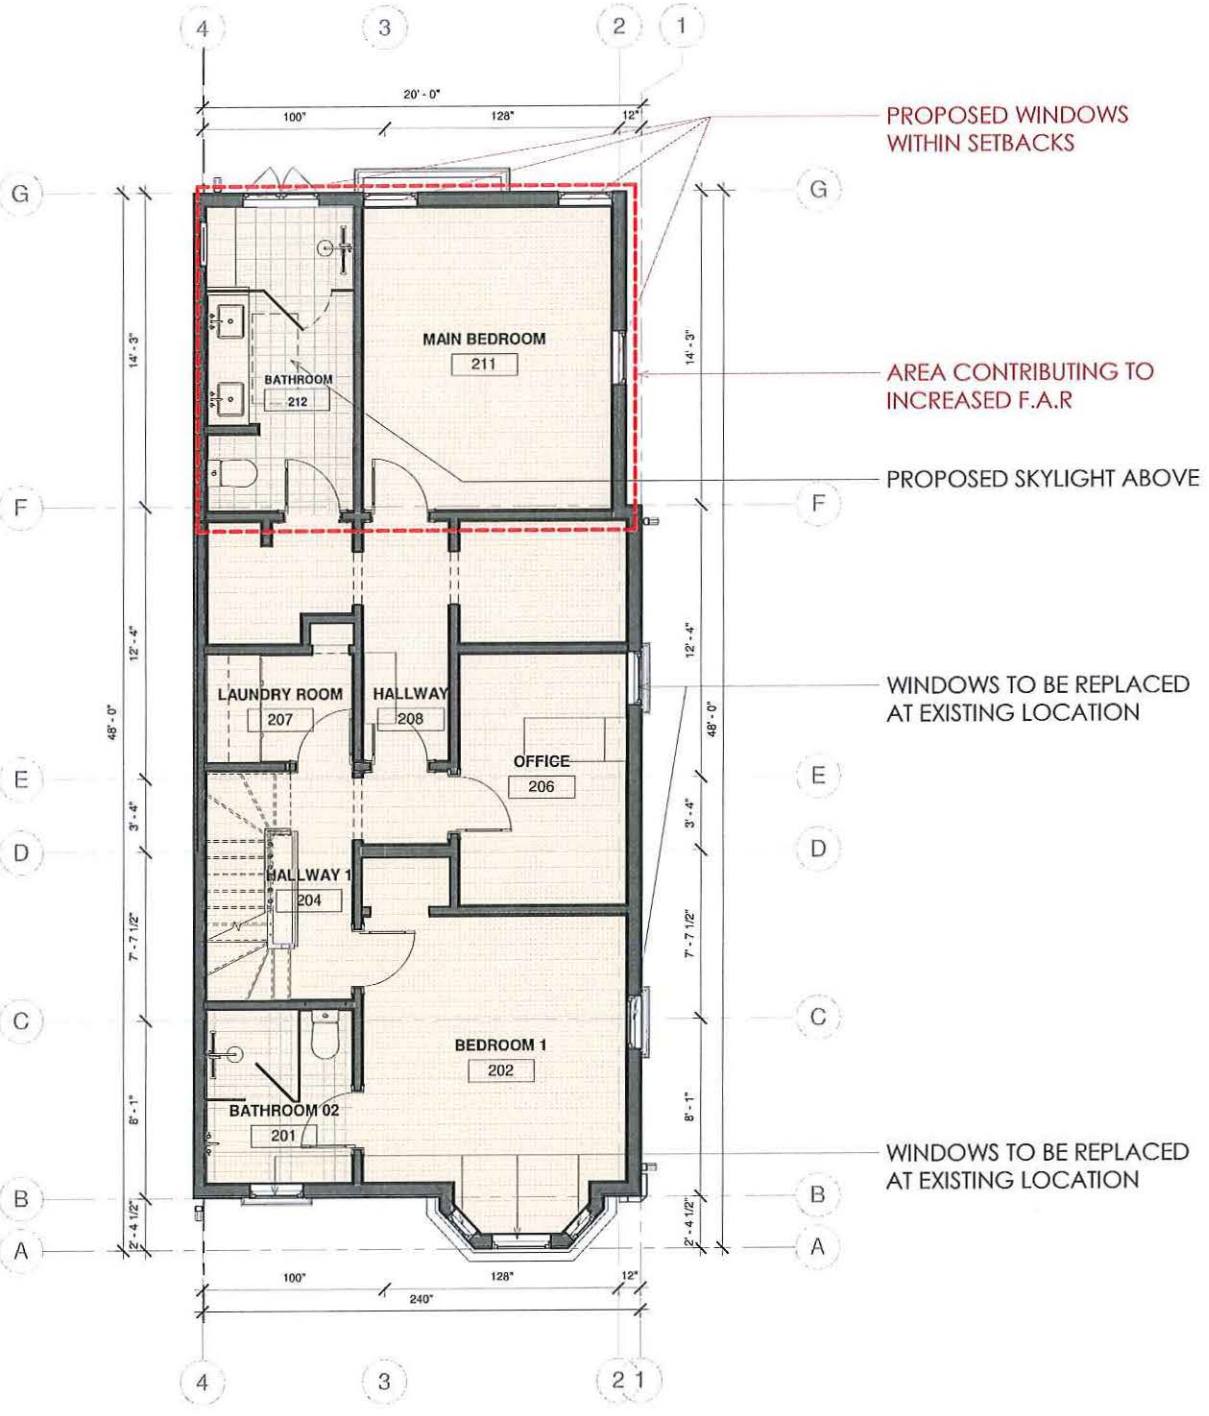 4 3 2 1
20' - 0"
100" 128" 12"
PROPOSED WINDOWS
WITHIN SETBACKS
G G
14' - 3" 14' - 3"
MAIN BEDROOM
211
AREA CONTRIBUTING TO
INCREASED F.A.R
BATHROOM
212
PROPOSED SKYLIGHT ABOVE
F F
12' - 4" 12' - 4"
LAUNDRY ROOM
207
HALLWAY
208
WINDOWS TO BE REPLACED
AT EXISTING LOCATION
48' - 0" 48' - 0"
OFFICE
206
E E
3' - 4" 3' - 4"
D D
HALLWAY 1
204
7' - 7 1/2" 7' - 7 1/2"
C C
BEDROOM 1
202
8' - 1" 8' - 1"
BATHROOM 02
201
WINDOWS TO BE REPLACED
AT EXISTING LOCATION
B B
2' - 4 1/2" 2' - 4 1/2"
A A
100" 128" 12"
240"
4 3 2 1